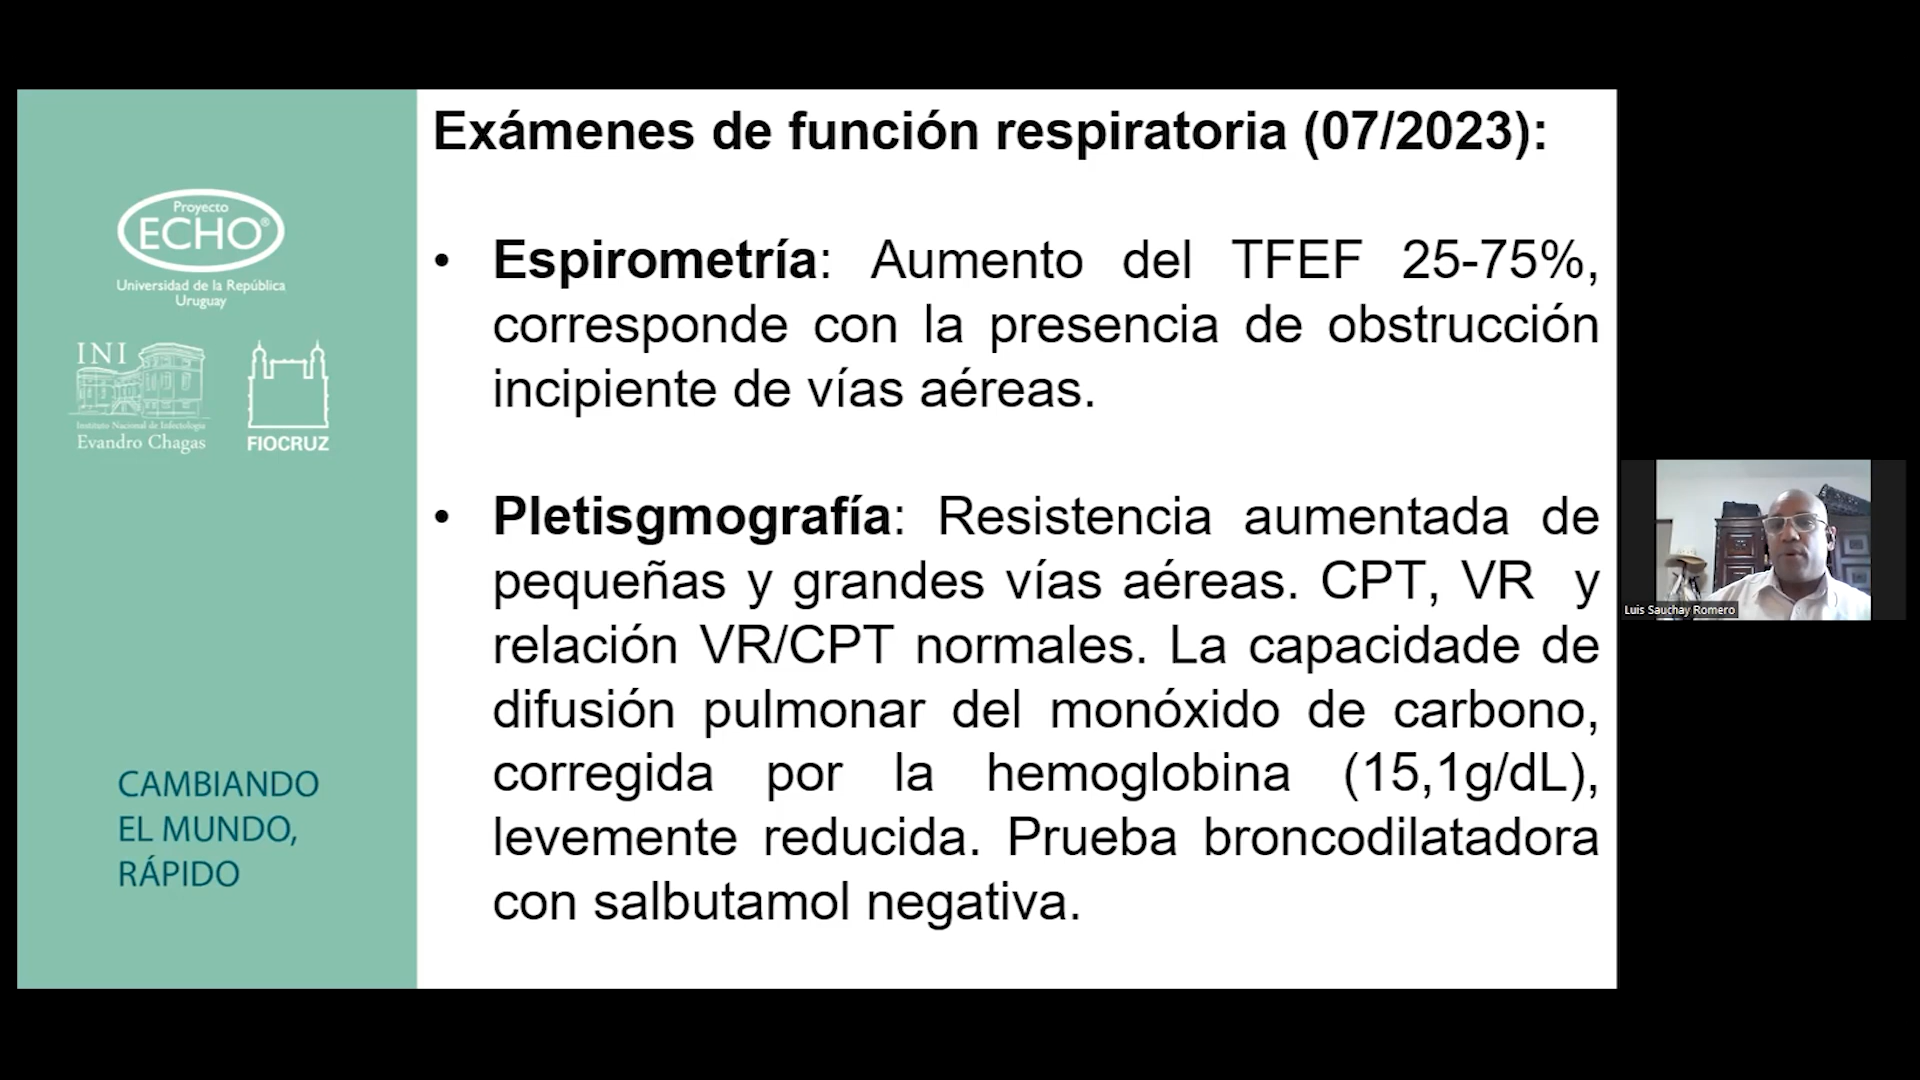 Proyecto
ECHO®
Universidad de la República
Uruguay
INI
Instituto Nacional de Infectología
Evandro Chagas
FIOCRUZ
CAMBIANDO
EL MUNDO,
RÁPIDO
Exámenes de función respiratoria (07/2023):
• Espirometría: Aumento del TFEF 25-75%,
corresponde con la presencia de obstrucción
incipiente de vías aéreas.
• Pletisgmografía: Resistencia aumentada de
pequeñas y grandes vías aéreas. CPT, VR y
relación VR/CPT normales. La capacidade de
difusión pulmonar del monóxido de carbono,
corregida por la hemoglobina (15,1g/dL),
levemente reducida. Prueba broncodilatadora
con salbutamol negativa.
Luis Sauchay Romero